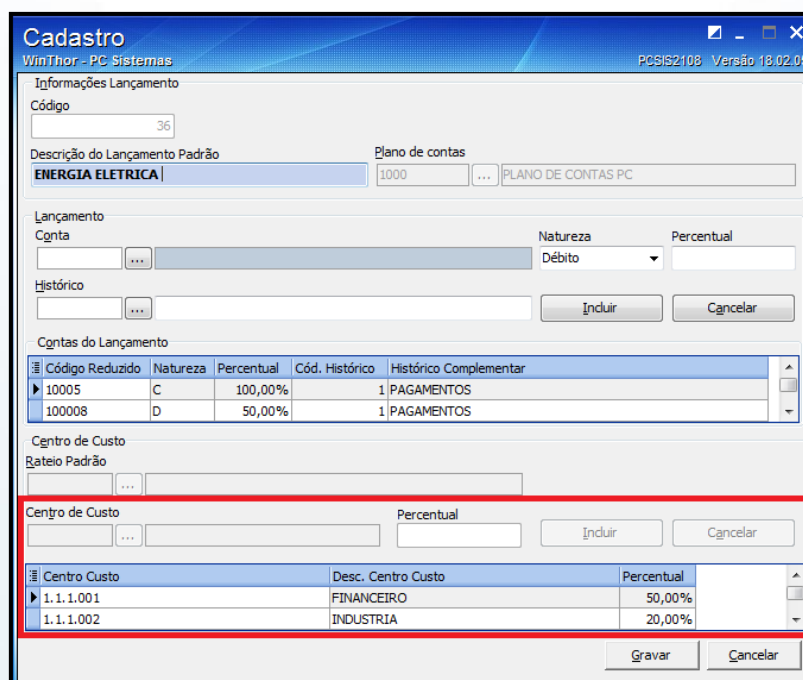 Cadastro
WinThor - PC Sistemas
PCSIS2108 Versão 18.02.09
Informações Lançamento
Código
36
Descrição do Lançamento Padrão Plano de contas
ENERGIA ELETRICA 1000 ... PLANO DE CONTAS PC
Lançamento
Conta Natureza Percentual
... Débito
Histórico
... Incluir Cancelar
Contas do Lançamento
Código Reduzido Natureza Percentual Cód. Histórico Histórico Complementar
10005 C 100,00% 1 PAGAMENTOS
100008 D 50,00% 1 PAGAMENTOS
Centro de Custo
Rateio Padrão
...
Centro de Custo Percentual
... Incluir Cancelar
Centro Custo Desc. Centro Custo Percentual
1.1.1.001 FINANCEIRO 50,00%
1.1.1.002 INDUSTRIA 20,00%
Gravar Cancelar